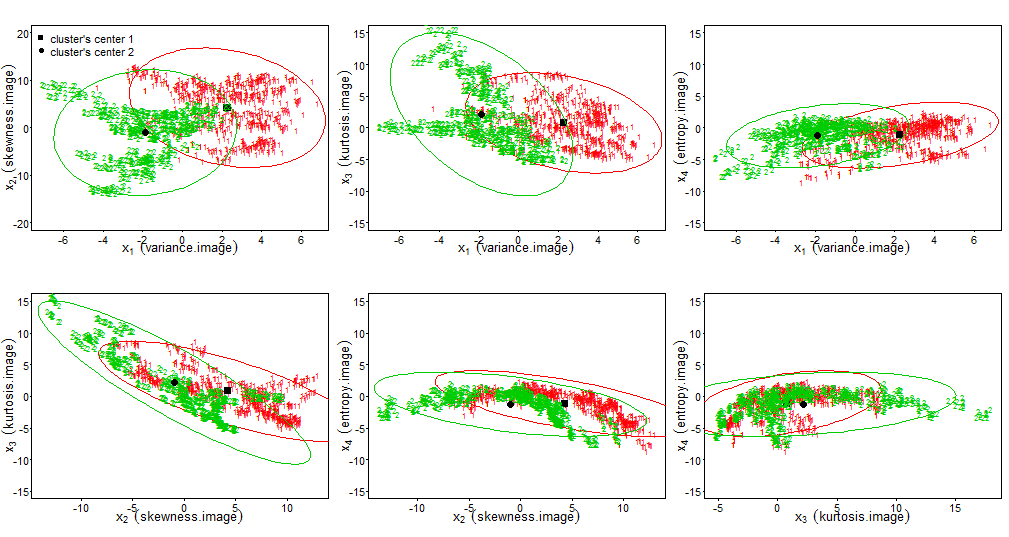 20
10
0
-10
-20
x2 (skewness.image)
cluster's center 1
cluster's center 2
-6 -4 -2 0 2 4 6
x1 (variance.image)
15
10
5
0
-5
-10
-15
x3 (kurtosis.image)
-6 -4 -2 0 2 4 6
x1 (variance.image)
15
10
5
0
-5
-10
-15
x4 (entropy.image)
-6 -4 -2 0 2 4 6
x1 (variance.image)
15
10
5
0
-5
-10
-15
x3 (kurtosis.image)
-10 -5 0 5 10
x2 (skewness.image)
15
10
5
0
-5
-10
-15
x4 (entropy.image)
-10 -5 0 5 10
x2 (skewness.image)
15
10
5
0
-5
-10
-15
x4 (entropy.image)
-5 0 5 10 15
x3 (kurtosis.image)